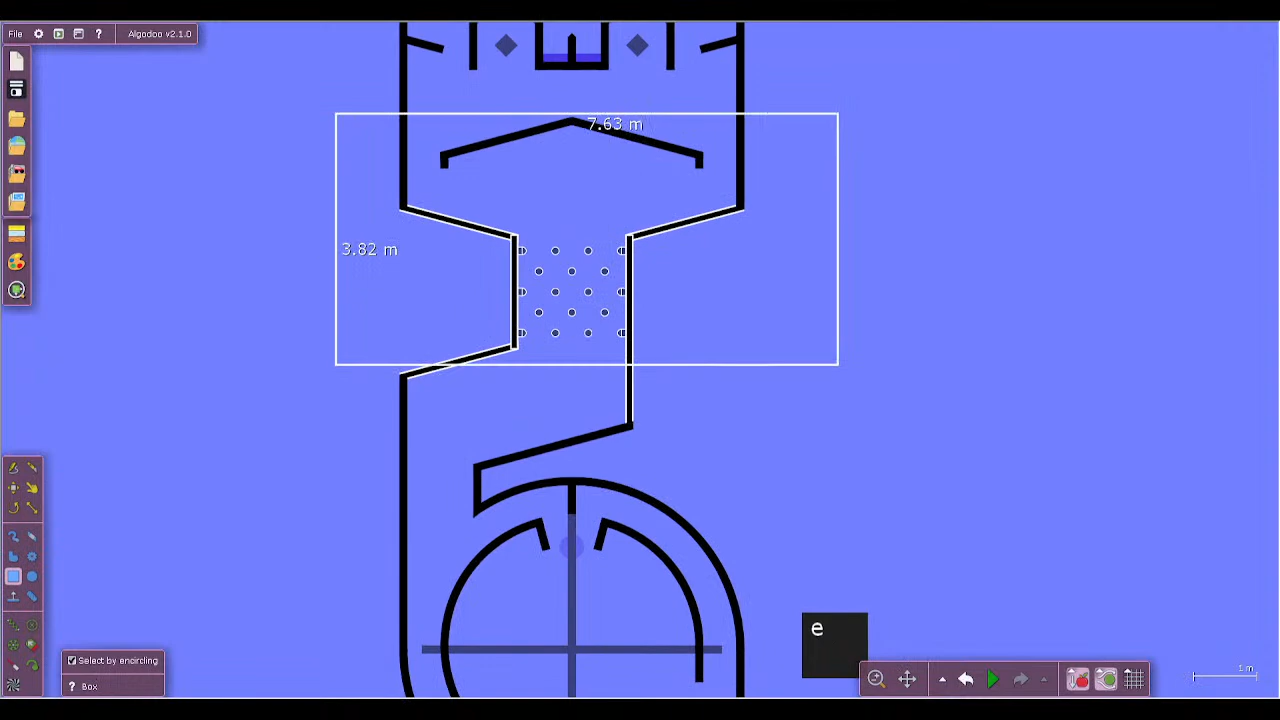 File ? Algodoo v2.1.0
7.63 m
3.82 m
e
Select by encircling
? Box
1 m